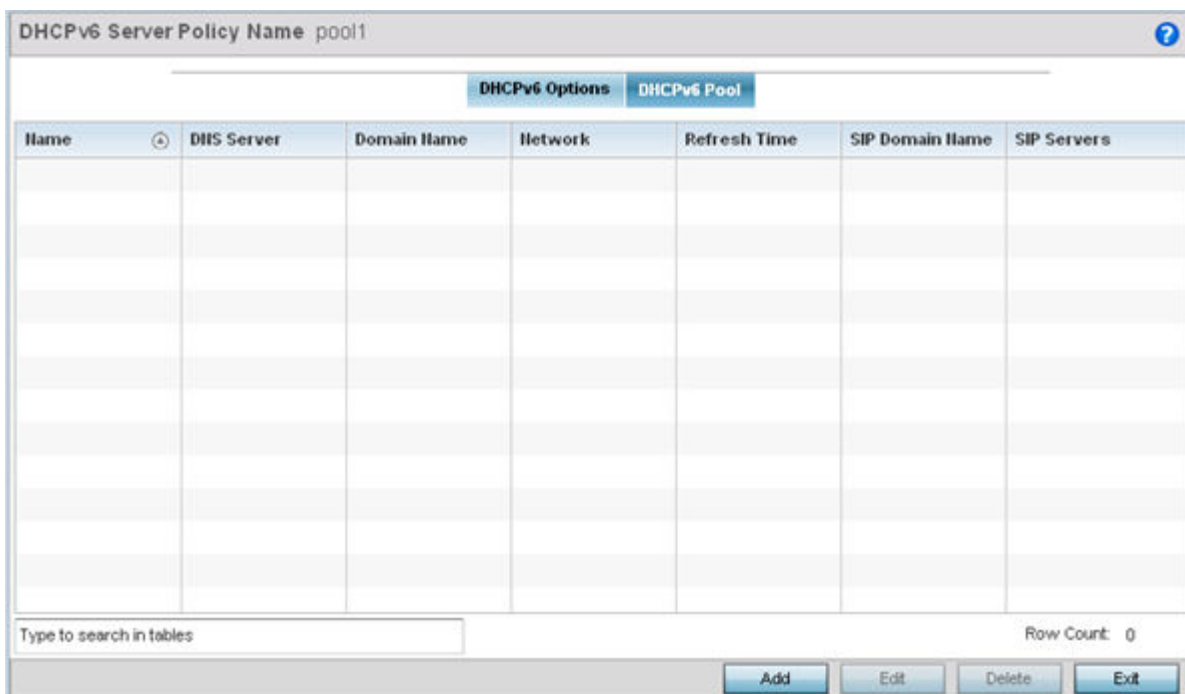 DHCPv6 Server Policy Name pool1
?
DHCPv6 Options DHCPv6 Pool
Name DNS Server Domain Name Network Refresh Time SIP Domain Name SIP Servers
Type to search in tables Row Count: 0
Add Edit Delete Exit